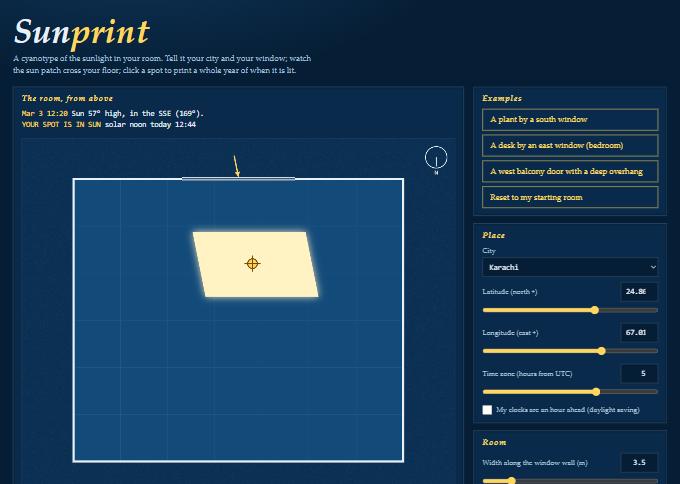 Sunprint
A cyanotype of the sunlight in your room. Tell it your city and your window; watch
the sun patch cross your floor; click a spot to print a whole year of when it is lit.
The room, from above
Mar 3 12:20 Sun 57° high, in the SSE (169°).
YOUR SPOT IS IN SUN solar noon today 12:44
N
Examples
A plant by a south window
A desk by an east window (bedroom)
A west balcony door with a deep overhang
Reset to my starting room
Place
City
Karachi
Latitude (north +)
24.86
Longitude (east +)
67.01
Time zone (hours from UTC)
5
My clocks are an hour ahead (daylight saving)
Room
Width along the window wall (m)
3.5